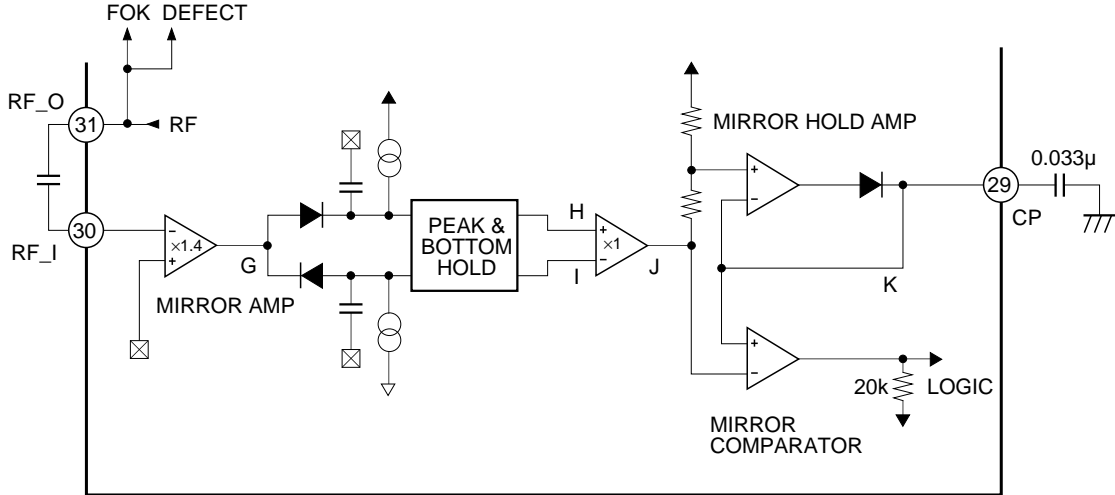 FOK DEFECT
RF_O
31
RF
30
RF_I
×1.4
G
MIRROR AMP
PEAK &
BOTTOM
HOLD
H
I
×1
J
MIRROR HOLD AMP
29
CP
0.033µ
K
20k
LOGIC
MIRROR
COMPARATOR
+
−
+
−
+
−
+
−